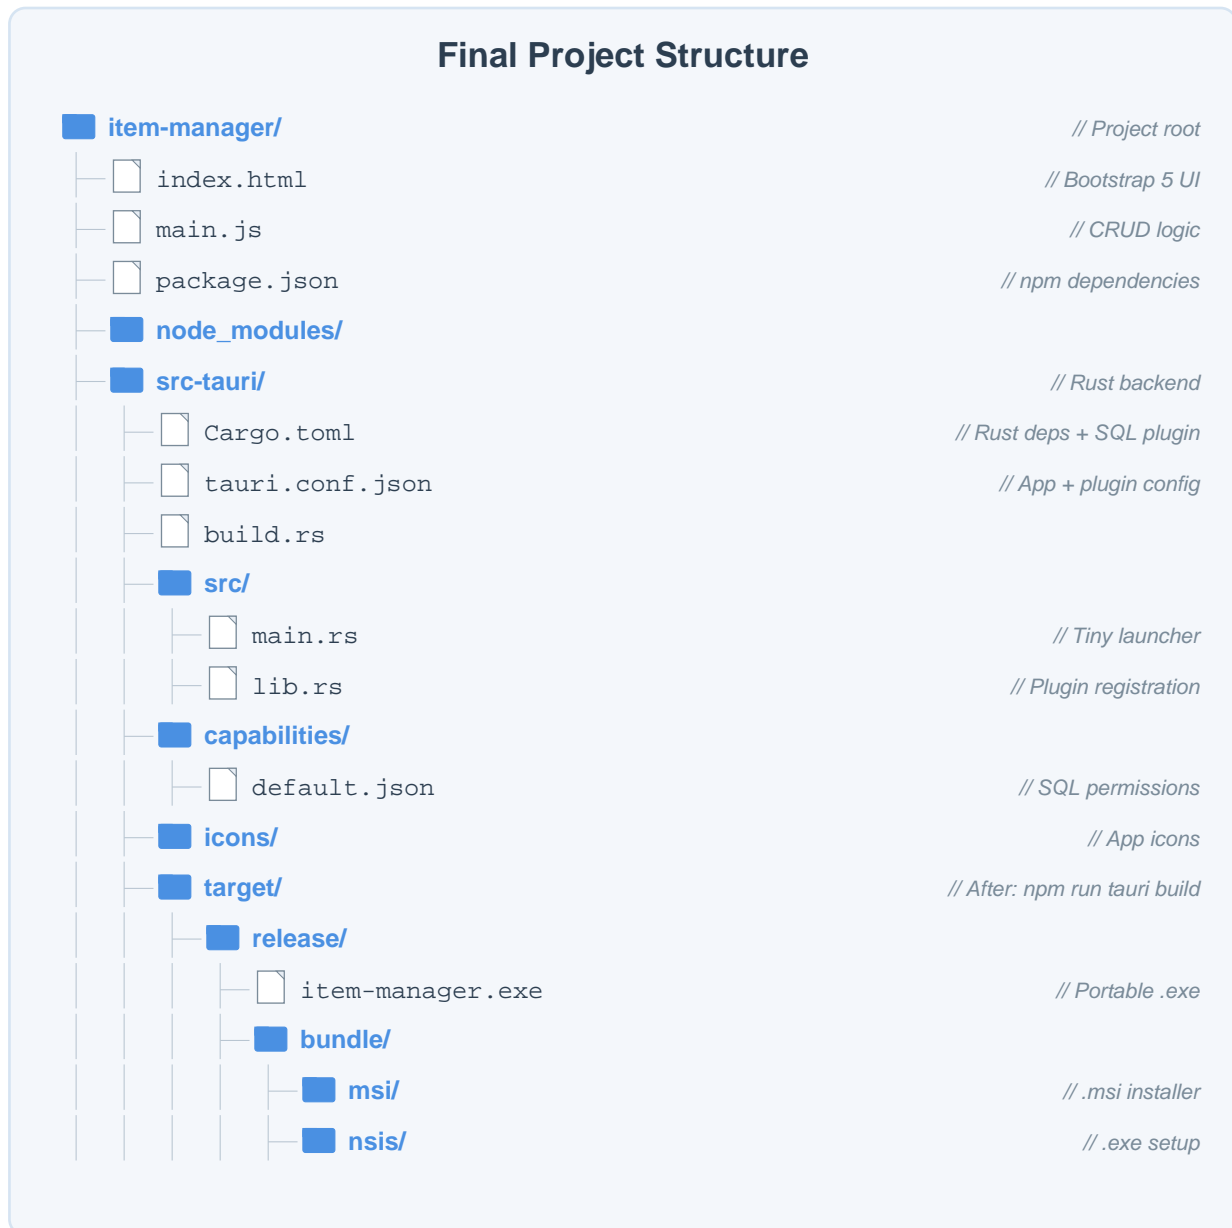 Final Project Structure
item-manager/ // Project root
index.html // Bootstrap 5 UI
main.js // CRUD logic
package.json // npm dependencies
node_modules/
src-tauri/ // Rust backend
Cargo.toml // Rust deps + SQL plugin
tauri.conf.json // App + plugin config
build.rs
src/
main.rs // Tiny launcher
lib.rs // Plugin registration
capabilities/
default.json // SQL permissions
icons/ // App icons
target/ // After: npm run tauri build
release/
item-manager.exe // Portable .exe
bundle/
msi/ // .msi installer
nsis/ // .exe setup